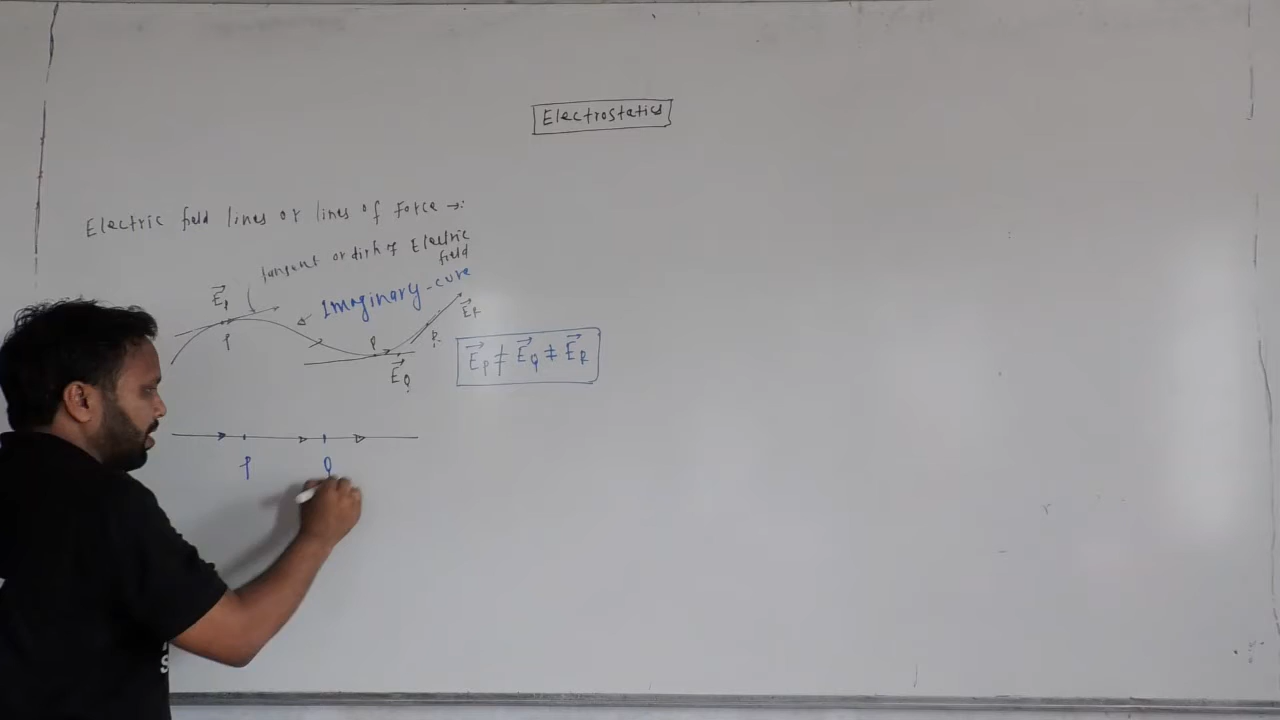 Electrostatics
Electric field lines or lines of Force →:
tangent or dirn of Electric
field
Imaginary-curve
E⃗P
P
Q
E⃗Q
R
E⃗R
E⃗P ≠ E⃗Q ≠ E⃗R
P
Q